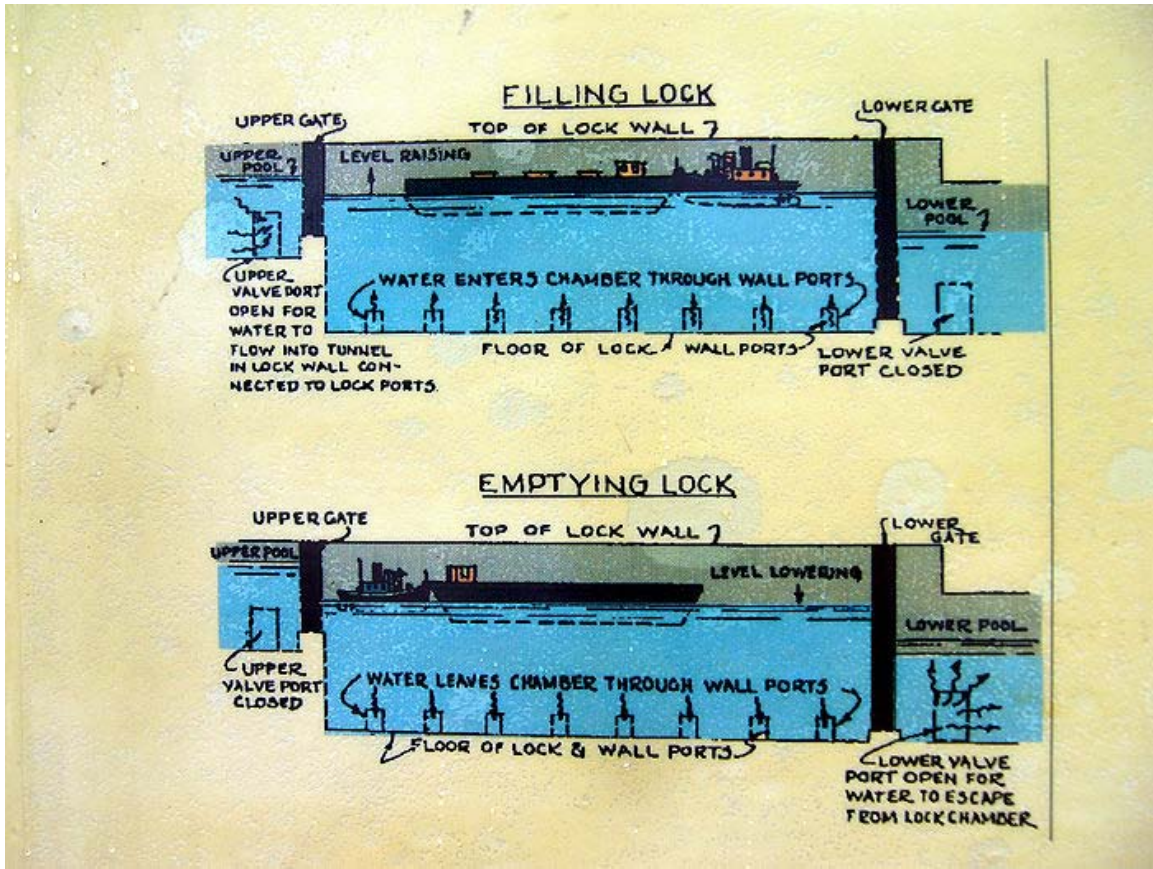 FILLING LOCK
UPPER GATE
TOP OF LOCK WALL
LOWER GATE
UPPER
POOL
LEVEL RAISING
LOWER
POOL
WATER ENTERS CHAMBER THROUGH WALL PORTS
UPPER
VALVE PORT
OPEN FOR
WATER TO
FLOW INTO TUNNEL
IN LOCK WALL CON-
NECTED TO LOCK PORTS.
FLOOR OF LOCK
WALL PORTS
LOWER VALVE
PORT CLOSED
EMPTYING LOCK
UPPER GATE
TOP OF LOCK WALL
LOWER
GATE
UPPER POOL
LEVEL LOWERING
LOWER POOL
UPPER
VALVE PORT
CLOSED
WATER LEAVES CHAMBER THROUGH WALL PORTS
FLOOR OF LOCK & WALL PORTS
LOWER VALVE
PORT OPEN FOR
WATER TO ESCAPE
FROM LOCK CHAMBER